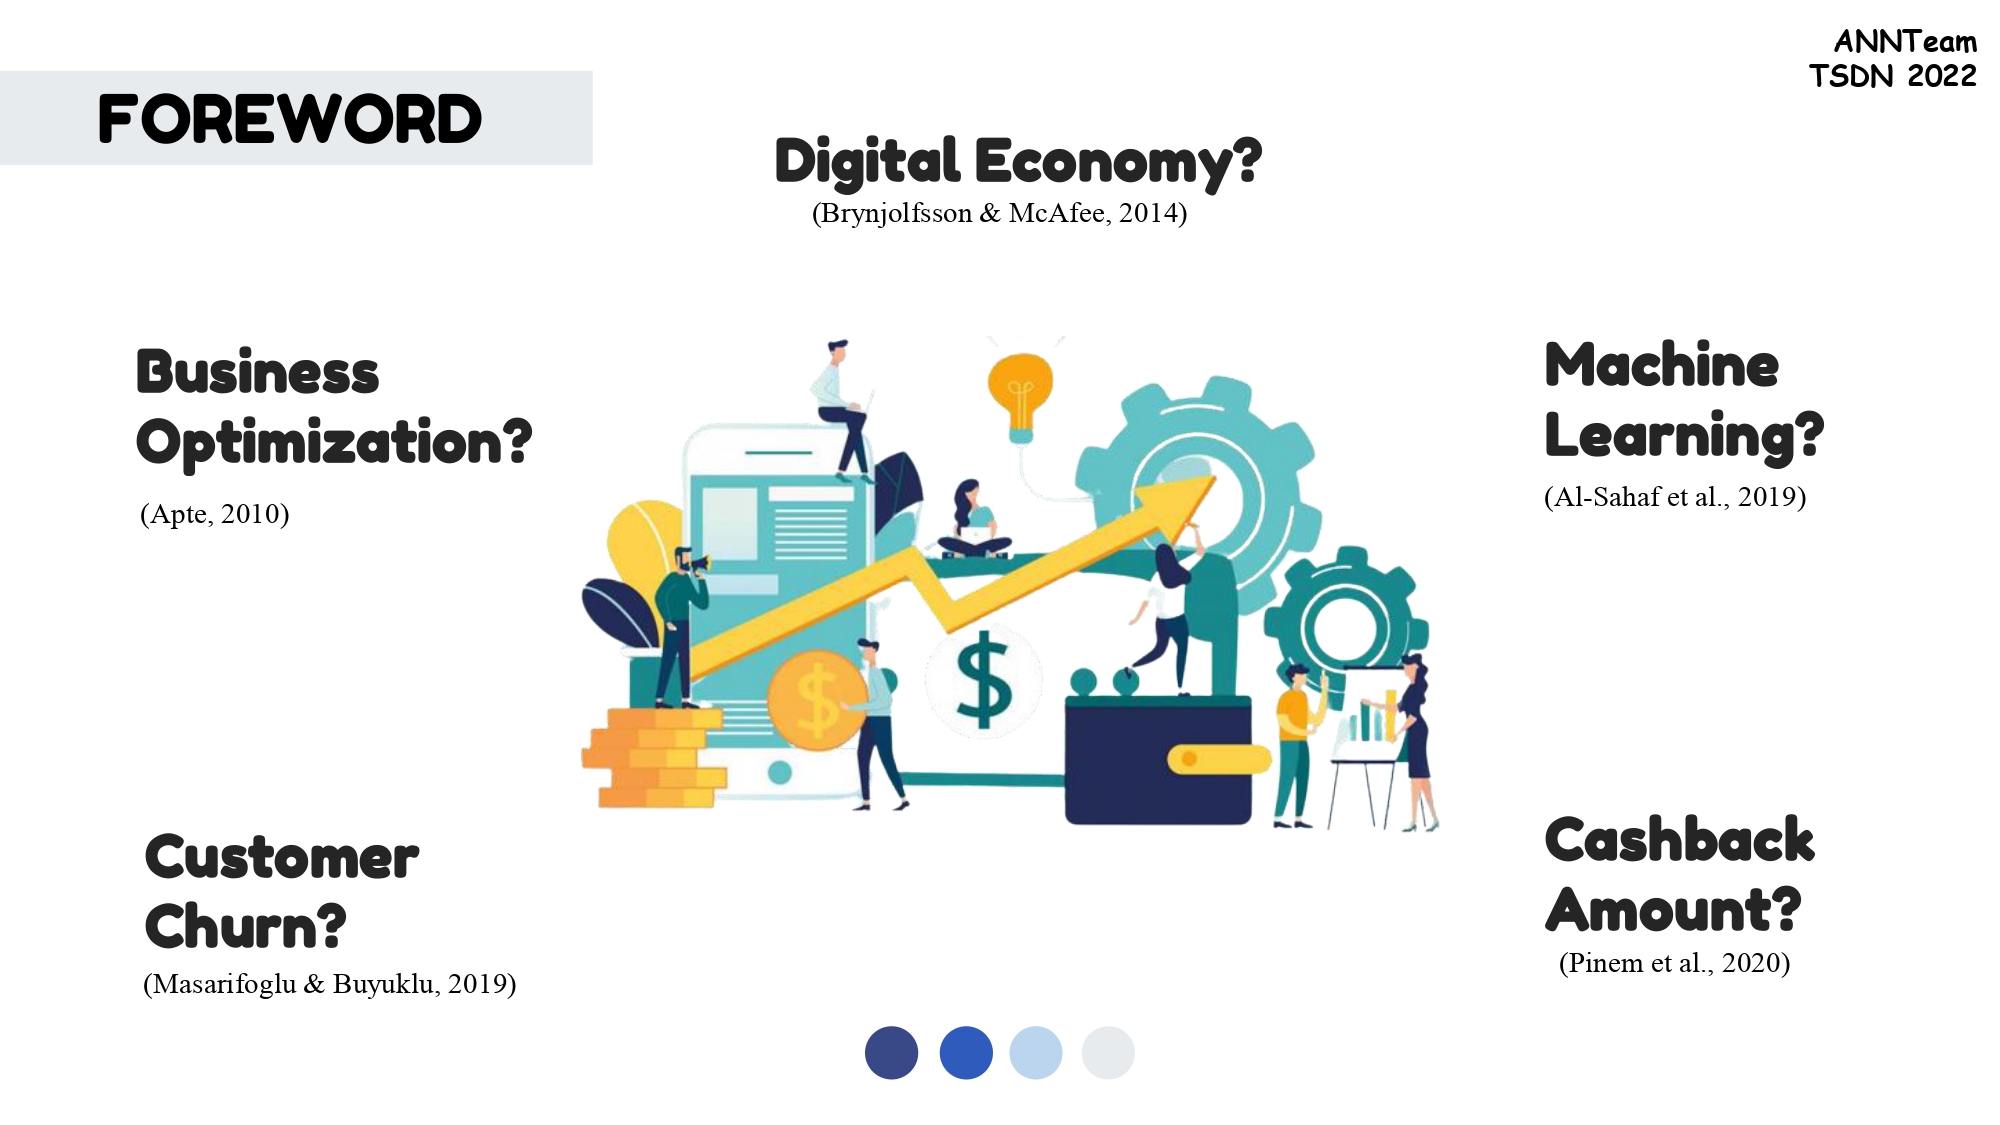 ANNTeam
TSDN 2022
FOREWORD
Digital Economy?
(Brynjolfsson & McAfee, 2014)
Business
Optimization?
(Apte, 2010)
Machine
Learning?
(Al-Sahaf et al., 2019)
$
$
Customer
Churn?
(Masarifoglu & Buyuklu, 2019)
Cashback
Amount?
(Pinem et al., 2020)